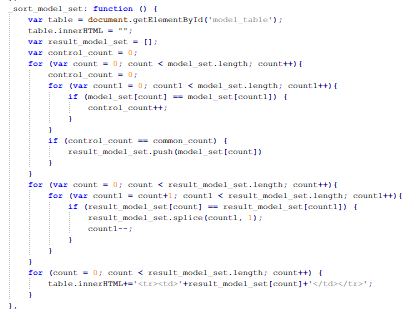 _sort_model_set: function () {
var table = document.getElementById('model_table');
table.innerHTML = "";
var result_model_set = [];
var control_count = 0;
for (var count = 0; count < model_set.length; count++){
control_count = 0;
for (var count1 = 0; count1 < model_set.length; count1++){
if (model_set[count] == model_set[count1]) {
control_count++;
}
}
if (control_count == common_count) {
result_model_set.push(model_set[count])
}
}
for (var count = 0; count < result_model_set.length; count++){
for (var count1 = count+1; count1 < result_model_set.length; count1++){
if (result_model_set[count] == result_model_set[count1]) {
result_model_set.splice(count1, 1);
count1--;
}
}
}
for (count = 0; count < result_model_set.length; count++) {
table.innerHTML+='<tr><td>'+result_model_set[count]+'</td></tr>';
}
},